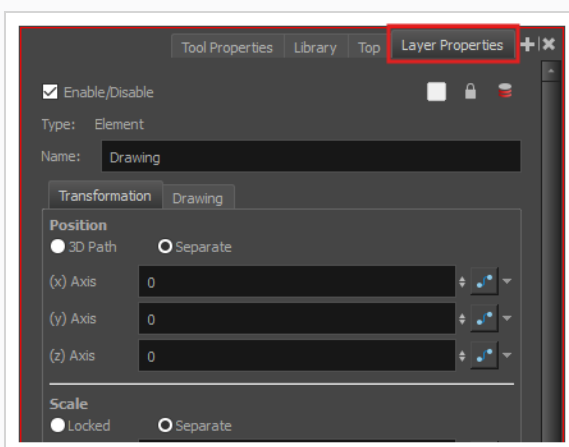 Tool Properties Library Top Layer Properties
Enable/Disable
Type: Element
Name: Drawing
Transformation Drawing
Position
3D Path Separate
(x) Axis 0
(y) Axis 0
(z) Axis 0
Scale
Locked Separate